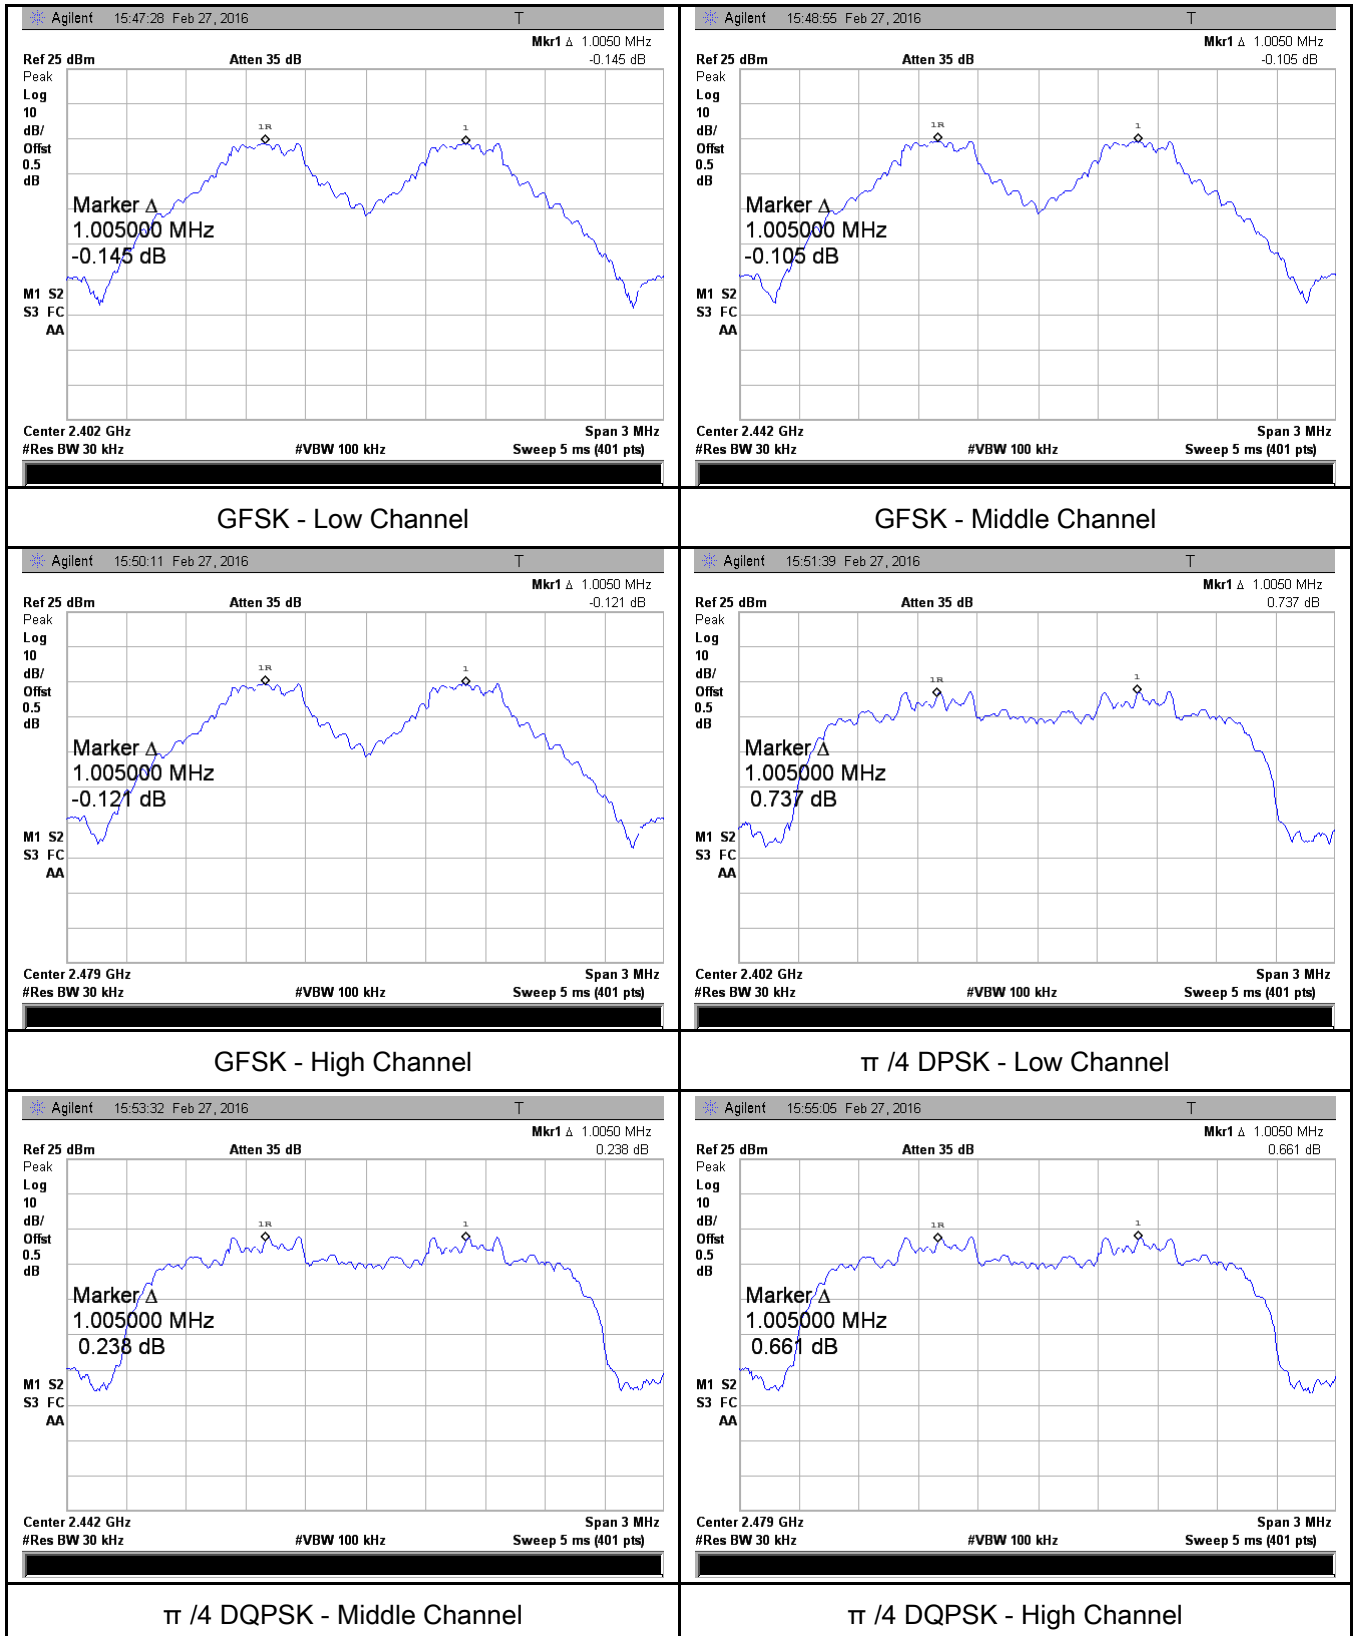 Agilent 15:47:28 Feb 27, 2016 T
Mkr1 Δ 1.0050 MHz
Ref 25 dBm Atten 35 dB -0.145 dB
Peak
Log
10
dB/
Offst
0.5
dB
1R 1
Marker Δ
1.005000 MHz
-0.145 dB
M1 S2
S3 FC
AA
Center 2.402 GHz Span 3 MHz
#Res BW 30 kHz #VBW 100 kHz Sweep 5 ms (401 pts)
GFSK - Low Channel
Agilent 15:48:55 Feb 27, 2016 T
Mkr1 Δ 1.0050 MHz
Ref 25 dBm Atten 35 dB -0.105 dB
Peak
Log
10
dB/
Offst
0.5
dB
1R 1
Marker Δ
1.005000 MHz
-0.105 dB
M1 S2
S3 FC
AA
Center 2.442 GHz Span 3 MHz
#Res BW 30 kHz #VBW 100 kHz Sweep 5 ms (401 pts)
GFSK - Middle Channel
Agilent 15:50:11 Feb 27, 2016 T
Mkr1 Δ 1.0050 MHz
Ref 25 dBm Atten 35 dB -0.121 dB
Peak
Log
10
dB/
Offst
0.5
dB
1R 1
Marker Δ
1.005000 MHz
-0.121 dB
M1 S2
S3 FC
AA
Center 2.479 GHz Span 3 MHz
#Res BW 30 kHz #VBW 100 kHz Sweep 5 ms (401 pts)
GFSK - High Channel
Agilent 15:51:39 Feb 27, 2016 T
Mkr1 Δ 1.0050 MHz
Ref 25 dBm Atten 35 dB 0.737 dB
Peak
Log
10
dB/
Offst
0.5
dB
1R 1
Marker Δ
1.005000 MHz
0.737 dB
M1 S2
S3 FC
AA
Center 2.402 GHz Span 3 MHz
#Res BW 30 kHz #VBW 100 kHz Sweep 5 ms (401 pts)
π /4 DPSK - Low Channel
Agilent 15:53:32 Feb 27, 2016 T
Mkr1 Δ 1.0050 MHz
Ref 25 dBm Atten 35 dB 0.238 dB
Peak
Log
10
dB/
Offst
0.5
dB
1R 1
Marker Δ
1.005000 MHz
0.238 dB
M1 S2
S3 FC
AA
Center 2.442 GHz Span 3 MHz
#Res BW 30 kHz #VBW 100 kHz Sweep 5 ms (401 pts)
π /4 DQPSK - Middle Channel
Agilent 15:55:05 Feb 27, 2016 T
Mkr1 Δ 1.0050 MHz
Ref 25 dBm Atten 35 dB 0.661 dB
Peak
Log
10
dB/
Offst
0.5
dB
1R 1
Marker Δ
1.005000 MHz
0.661 dB
M1 S2
S3 FC
AA
Center 2.479 GHz Span 3 MHz
#Res BW 30 kHz #VBW 100 kHz Sweep 5 ms (401 pts)
π /4 DQPSK - High Channel